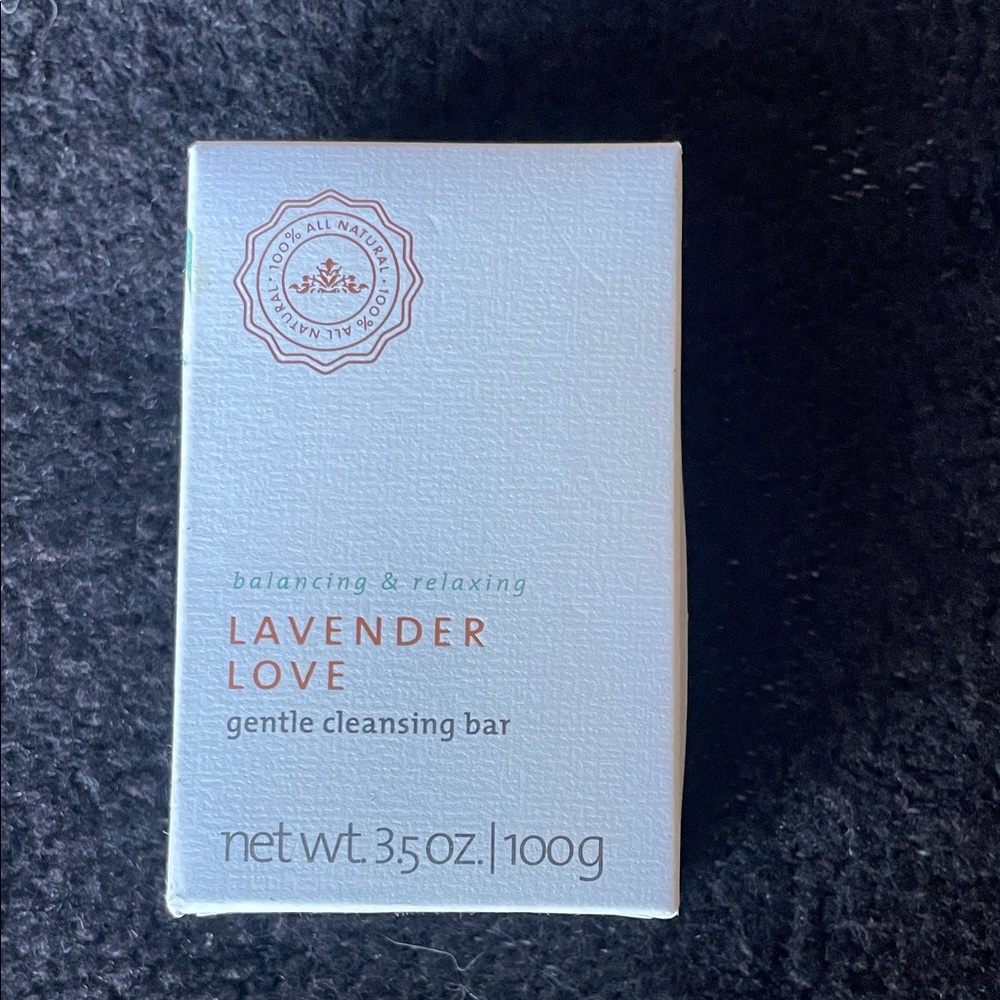 100% ALL NATURAL · 100% ALL NATURAL ·
balancing & relaxing
LAVENDER
LOVE
gentle cleansing bar
net wt. 3.5 oz. | 100g